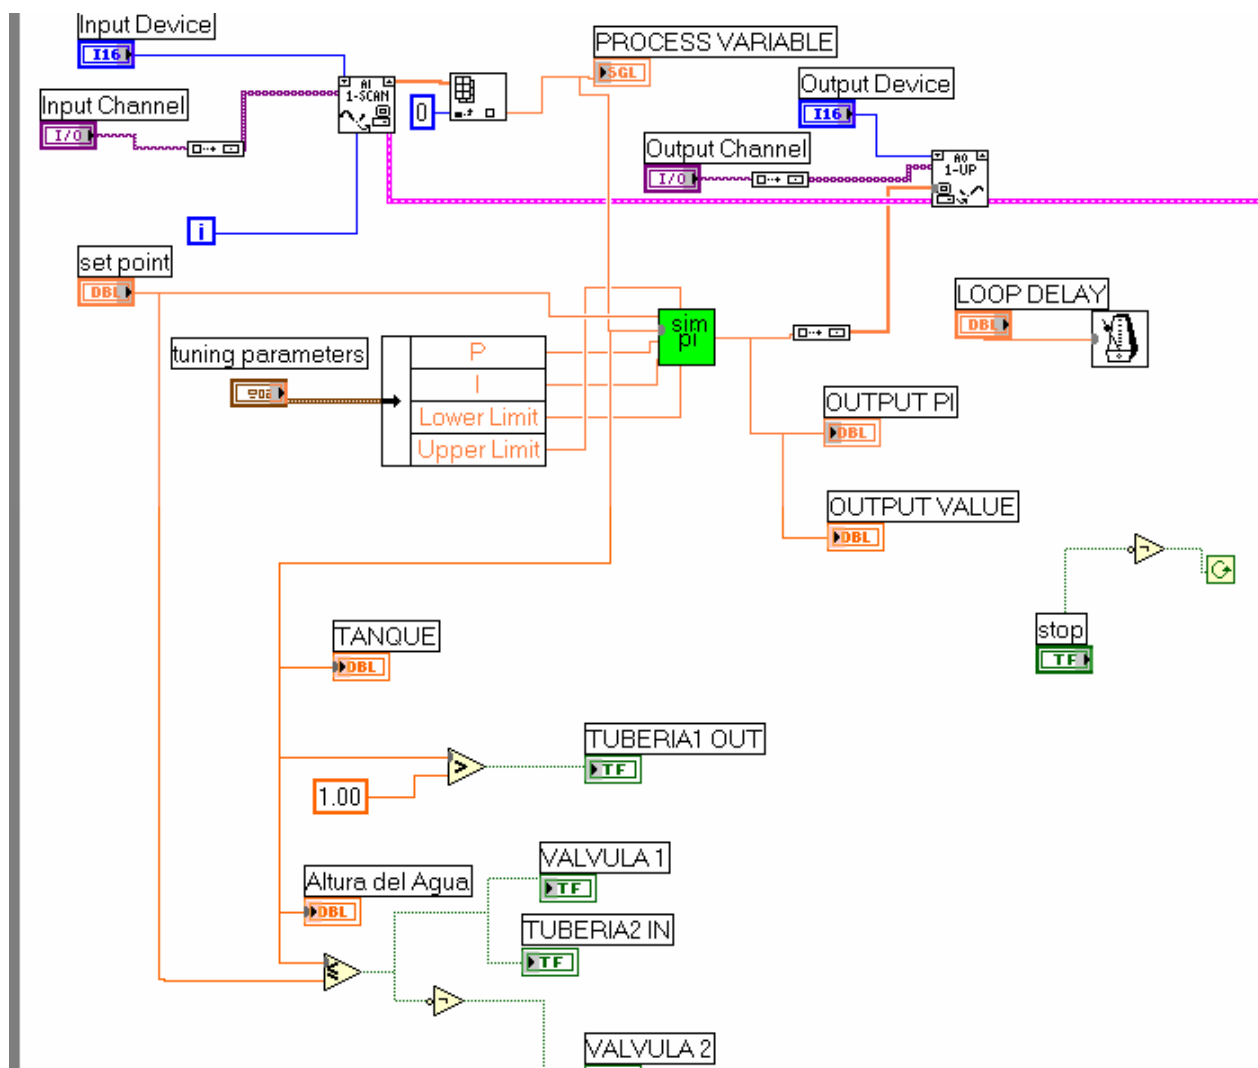 Input Device
I16
PROCESS VARIABLE
SGL
AI
1-SCAN
Input Channel
I/O
0
Output Device
I16
Output Channel
I/O
AO
1-UP
i
set point
DBL
LOOP DELAY
DBL
sim
pi
tuning parameters
P
I
Lower Limit
Upper Limit
OUTPUT PI
DBL
OUTPUT VALUE
DBL
stop
TF
TANQUE
DBL
TUBERIA1 OUT
TF
>
1.00
VALVULA 1
TF
Altura del Agua
DBL
TUBERIA2 IN
TF
≤
VALVULA 2